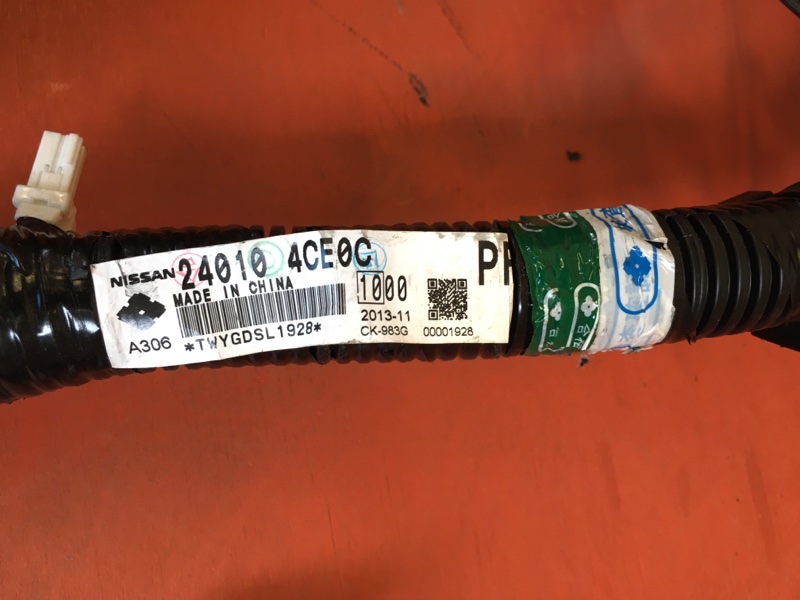 NISSAN 24010 4CE0C
MADE IN CHINA
A306
*TWYGDSL1928*
1000
2013-11
CK-983G 00001928